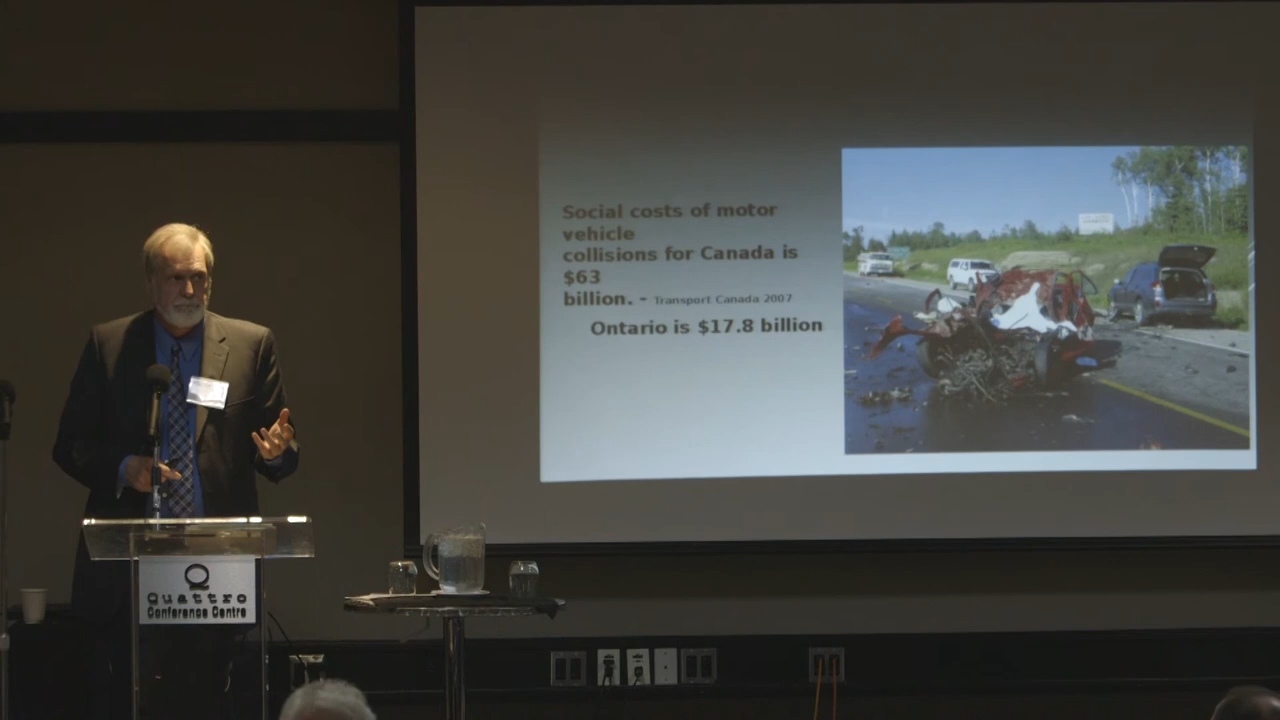 Social costs of motor
vehicle
collisions for Canada is
$63
billion. - Transport Canada 2007
Ontario is $17.8 billion
Q
Quattro
Conference Centre